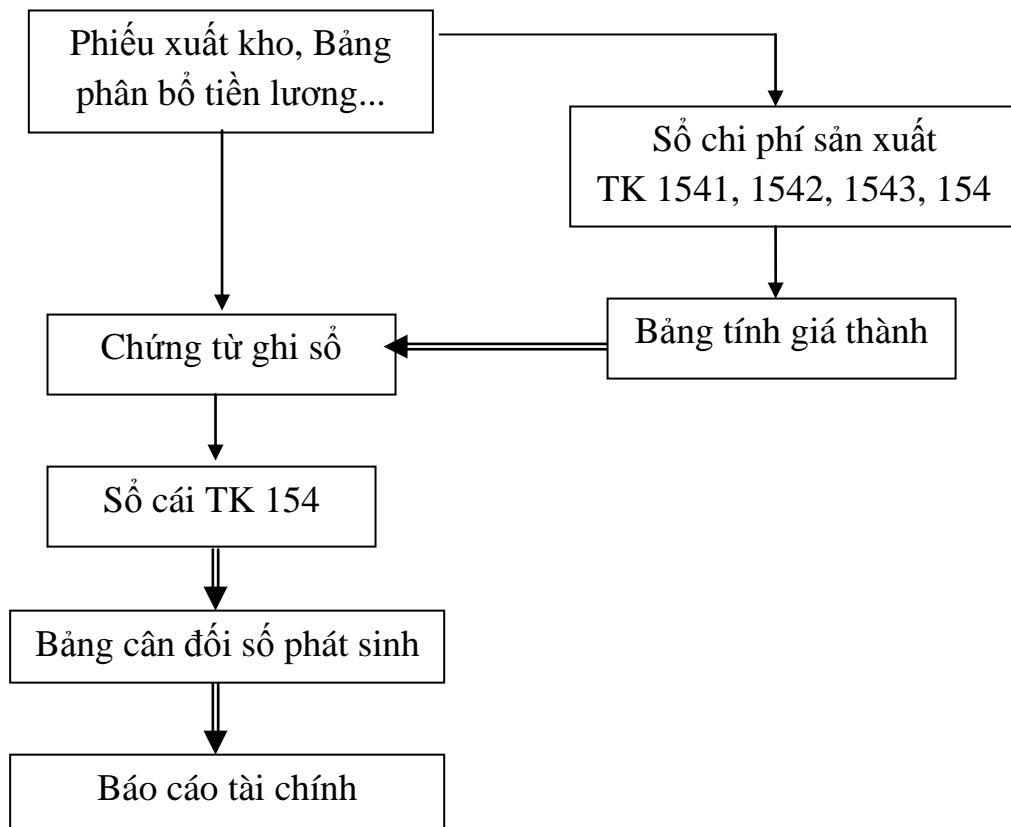 Phiếu xuất kho, Bảng
phân bổ tiền lương...
Sổ chi phí sản xuất
TK 1541, 1542, 1543, 154
Chứng từ ghi sổ
Bảng tính giá thành
Sổ cái TK 154
Bảng cân đối số phát sinh
Báo cáo tài chính